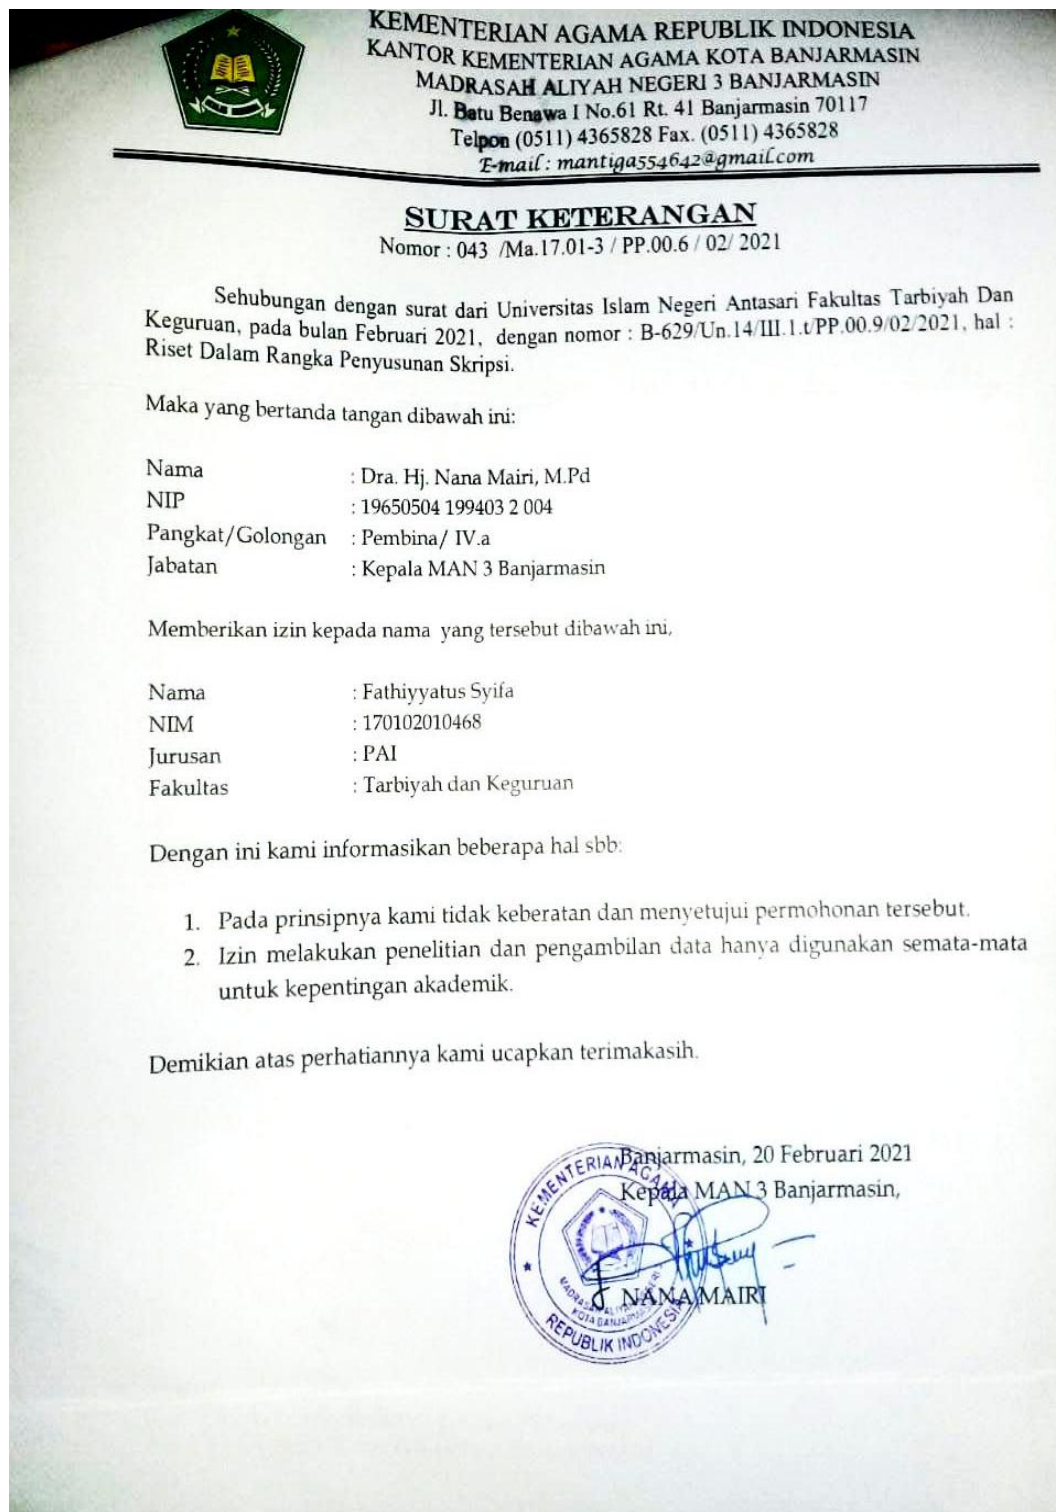 KEMENTERIAN AGAMA REPUBLIK INDONESIA
KANTOR KEMENTERIAN AGAMA KOTA BANJARMASIN
MADRASAH ALIYAH NEGERI 3 BANJARMASIN
Jl. Batu Benawa I No.61 Rt. 41 Banjarmasin 70117
Telpon (0511) 4365828 Fax. (0511) 4365828
E-mail : mantiga554642@gmail.com
SURAT KETERANGAN
Nomor : 043 /Ma.17.01-3 / PP.00.6 / 02/ 2021
Sehubungan dengan surat dari Universitas Islam Negeri Antasari Fakultas Tarbiyah Dan
Keguruan, pada bulan Februari 2021, dengan nomor : B-629/Un.14/III.1.t/PP.00.9/02/2021, hal :
Riset Dalam Rangka Penyusunan Skripsi.
Maka yang bertanda tangan dibawah ini:
Nama : Dra. Hj. Nana Mairi, M.Pd
NIP : 19650504 199403 2 004
Pangkat/Golongan : Pembina/ IV.a
Jabatan : Kepala MAN 3 Banjarmasin
Memberikan izin kepada nama yang tersebut dibawah ini,
Nama : Fathiyyatus Syifa
NIM : 170102010468
Jurusan : PAI
Fakultas : Tarbiyah dan Keguruan
Dengan ini kami informasikan beberapa hal sbb:
1. Pada prinsipnya kami tidak keberatan dan menyetujui permohonan tersebut.
2. Izin melakukan penelitian dan pengambilan data hanya digunakan semata-mata
untuk kepentingan akademik.
Demikian atas perhatiannya kami ucapkan terimakasih.
Banjarmasin, 20 Februari 2021
Kepala MAN 3 Banjarmasin,
NANA MAIRI
KEMENTERIAN AGAMA
REPUBLIK INDONESIA